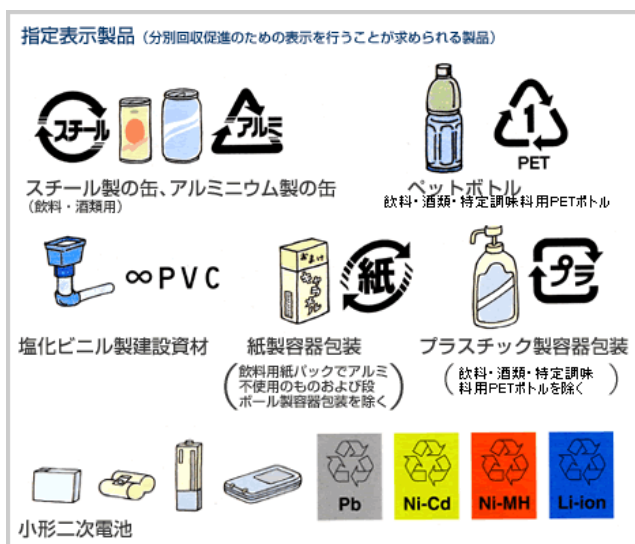 指定表示製品（分別回収促進のための表示を行うことが求められる製品）
スチール
アルミ
1
PET
スチール製の缶、アルミニウム製の缶
（飲料・酒類用）
ペットボトル
飲料・酒類・特定調味料用PETボトル
∞PVC
紙
プラ
塩化ビニル製建設資材
紙製容器包装
（飲料用紙パックでアルミ
不使用のものおよび段
ボール製容器包装を除く）
プラスチック製容器包装
（飲料・酒類・特定調味
料用PETボトルを除く）
Pb
Ni-Cd
Ni-MH
Li-ion
小形二次電池